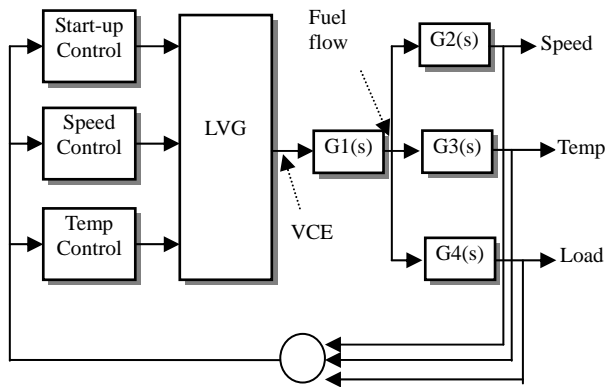 Start-up
Control
Speed
Control
Temp
Control
LVG
VCE
G1(s)
Fuel
flow
G2(s)
Speed
G3(s)
Temp
G4(s)
Load